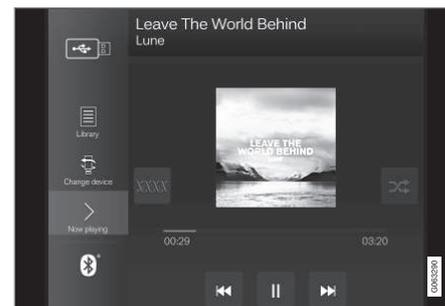 Leave The World Behind
Lune
Library
Change device
Now playing
LEAVE THE
WORLD BEHIND
LUNE
XXXX
00:29
03:20
G063290